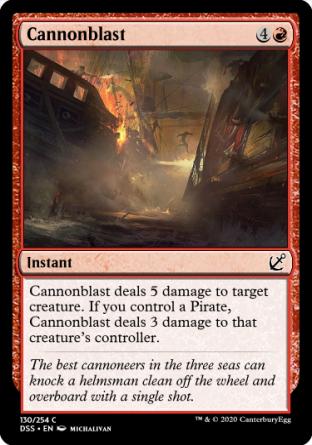 Cannonblast 4
Instant
Cannonblast deals 5 damage to target
creature. If you control a Pirate,
Cannonblast deals 3 damage to that
creature's controller.
The best cannoneers in the three seas can
knock a helmsman clean off the wheel and
overboard with a single shot.
130/254 C ™ & © 2020 CanterburyEgg
DSS • EN MICHALIVAN